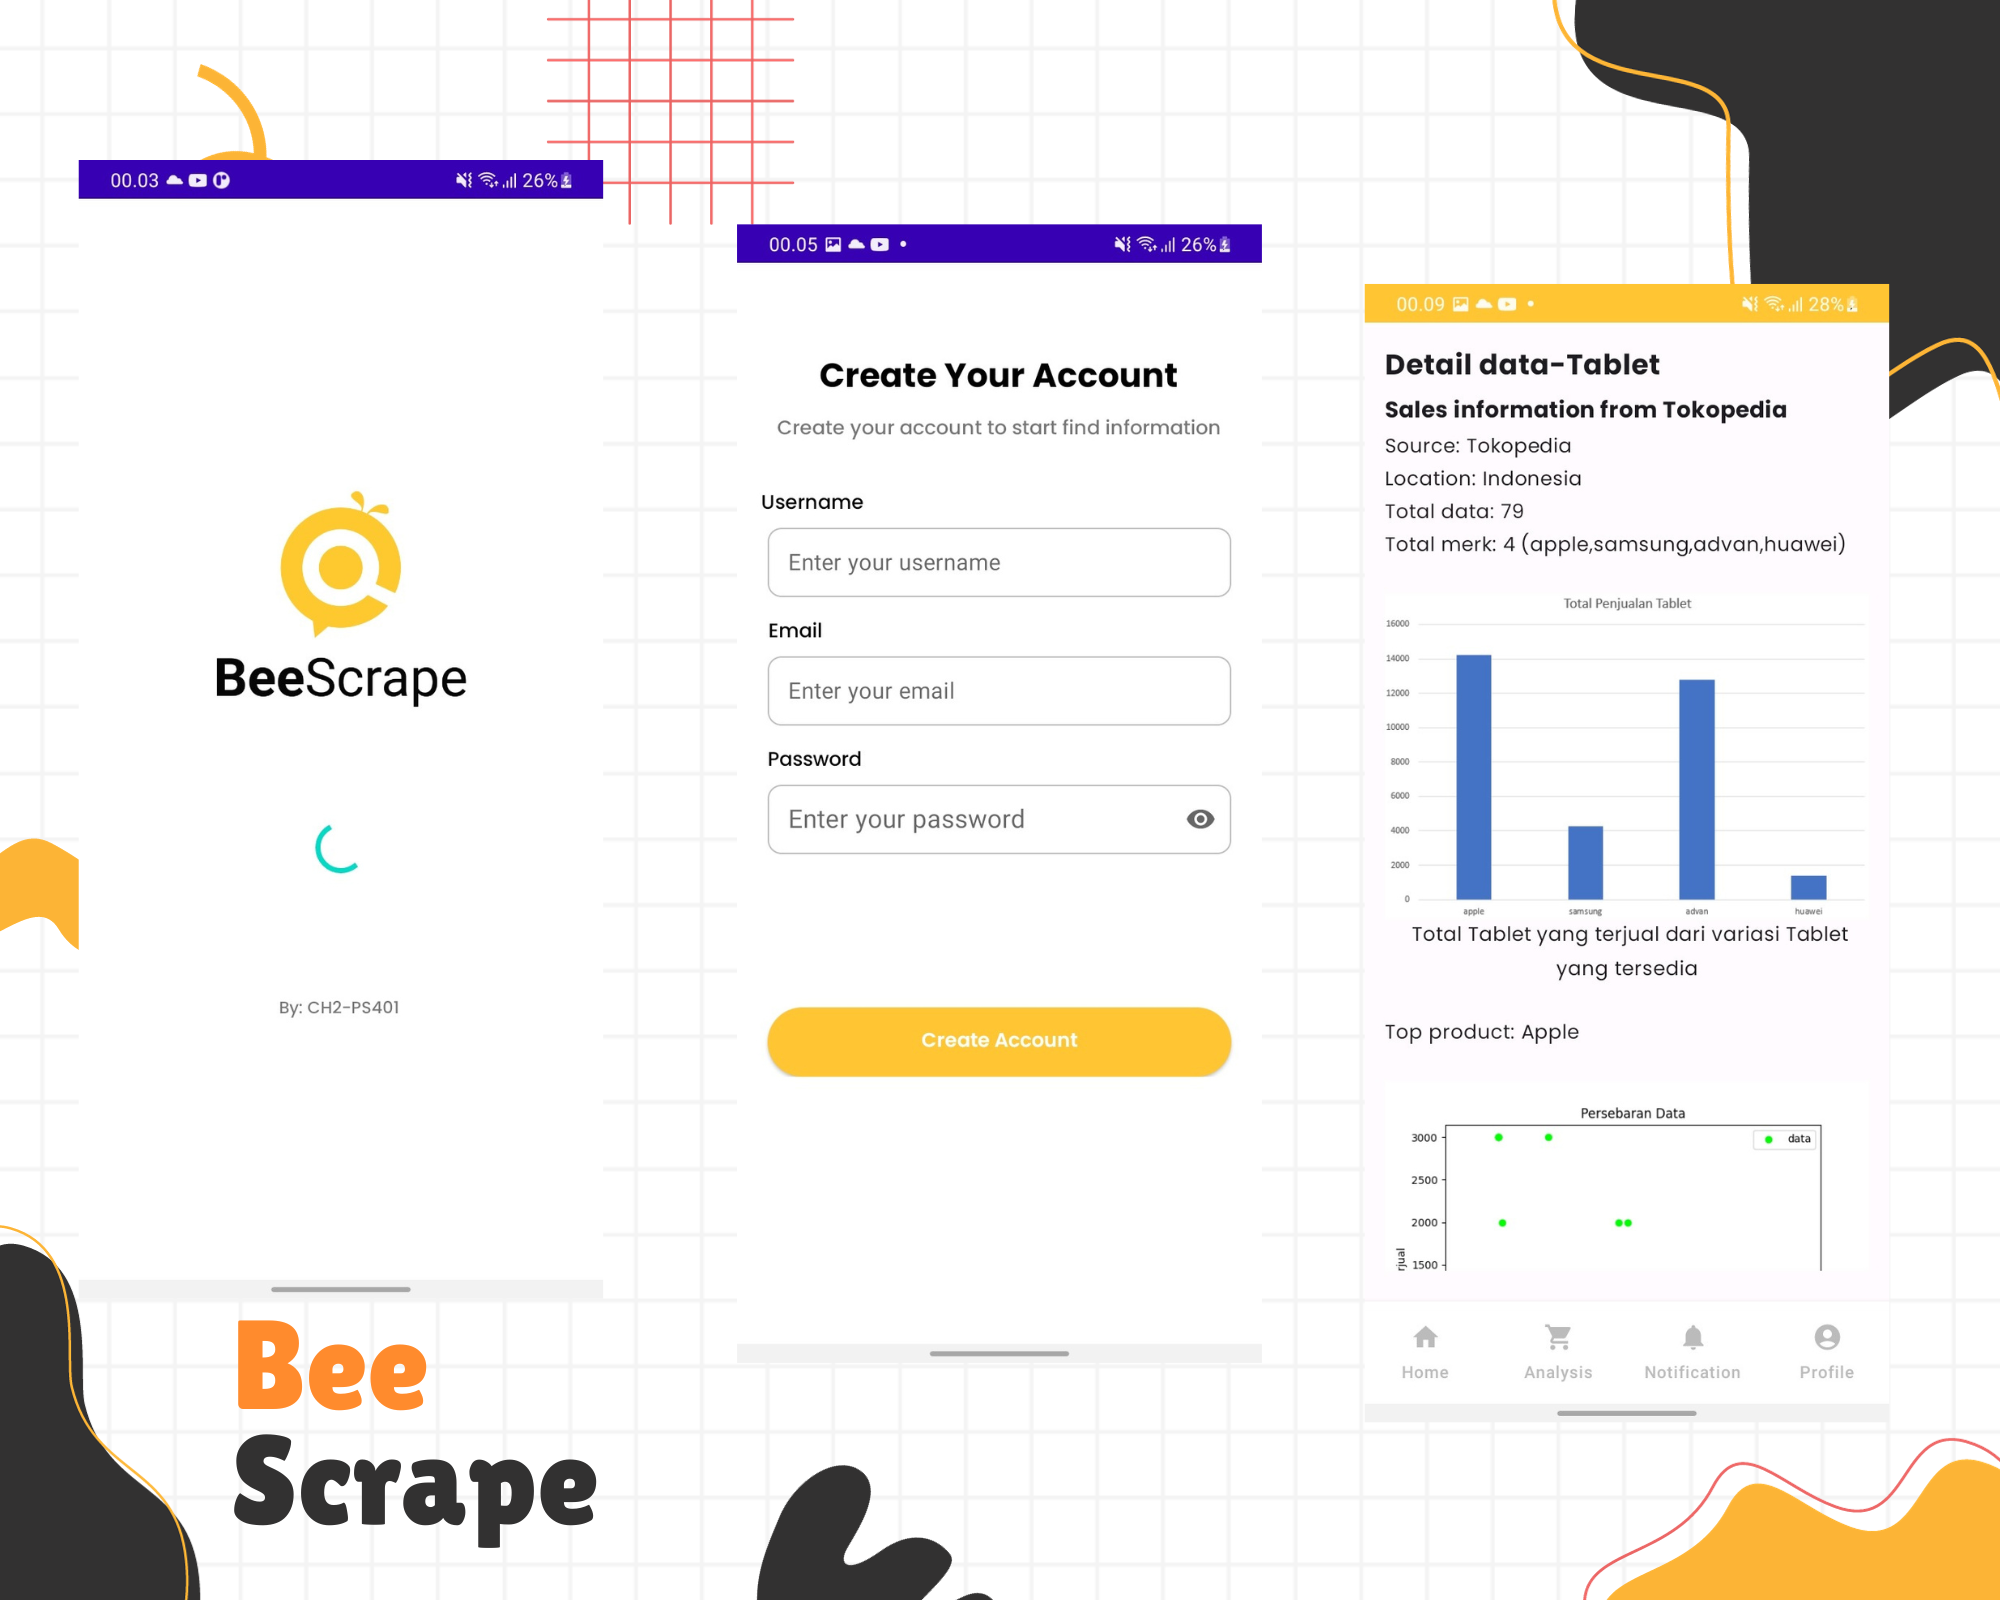 00.03
26%
BeeScrape
By: CH2-PS401
Bee
Scrape
00.05
26%
Create Your Account
Create your account to start find information
Username
Enter your username
Email
Enter your email
Password
Enter your password
Create Account
00.09
28%
Detail data-Tablet
Sales information from Tokopedia
Source: Tokopedia
Location: Indonesia
Total data: 79
Total merk: 4 (apple,samsung,advan,huawei)
Total Penjualan Tablet
16000
14000
12000
10000
8000
6000
4000
2000
0
apple samsung advan huawei
Total Tablet yang terjual dari variasi Tablet
yang tersedia
Top product: Apple
Persebaran Data
data
3000
2500
2000
1500
rjual
Home Analysis Notification Profile